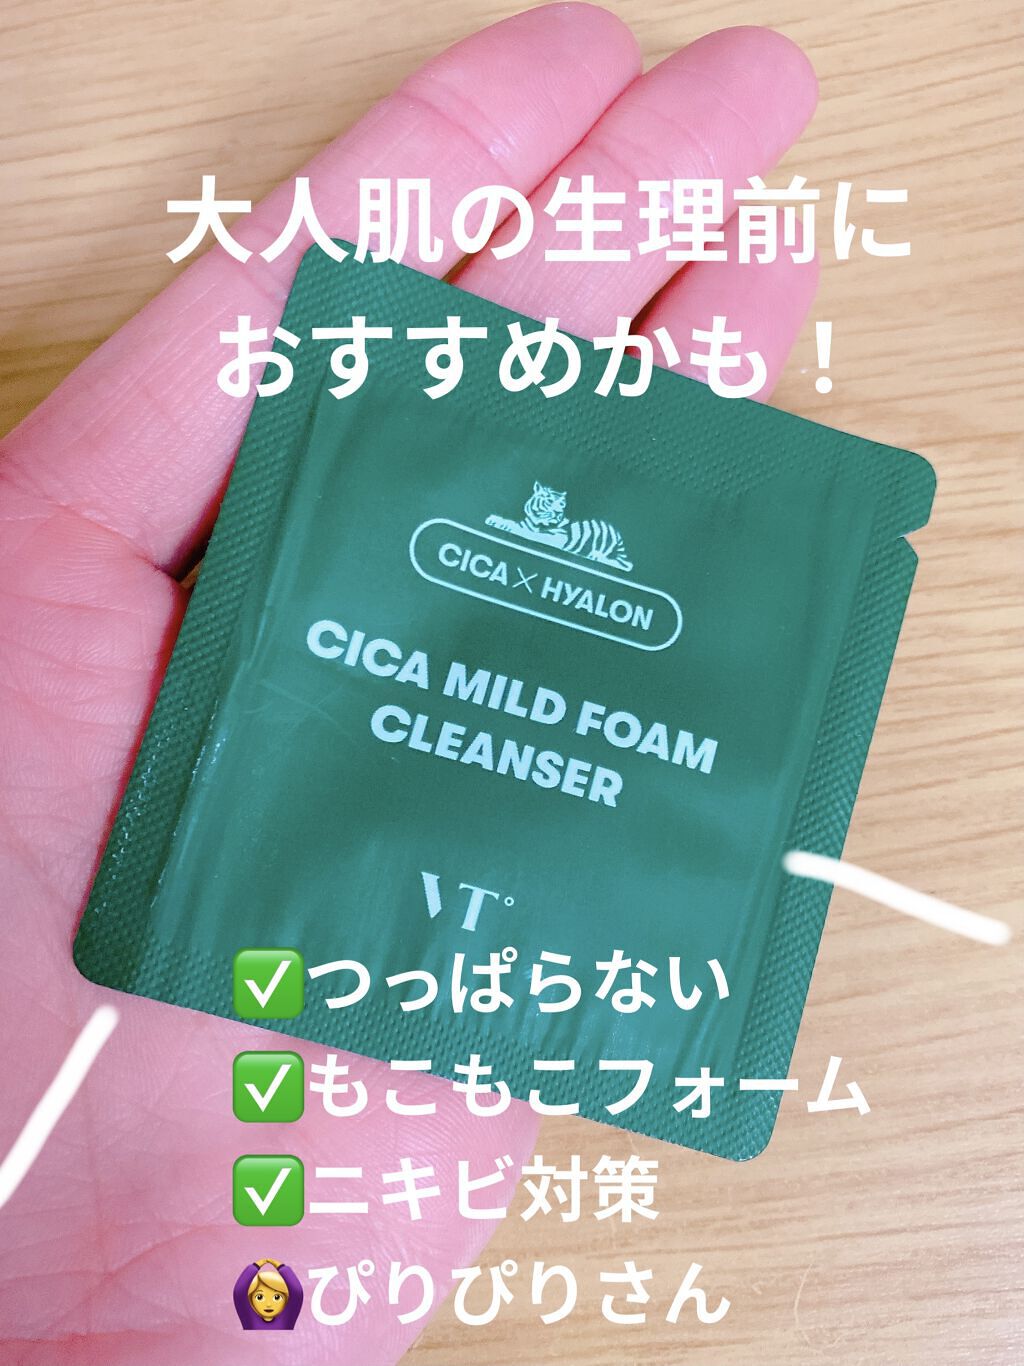 大人肌の生理前に
おすすめかも！
CICA×HYALON
CICA MILD FOAM
CLEANSER
VT°
✅つっぱらない
✅もこもこフォーム
✅ニキビ対策
🙆‍♀️ぴりぴりさん